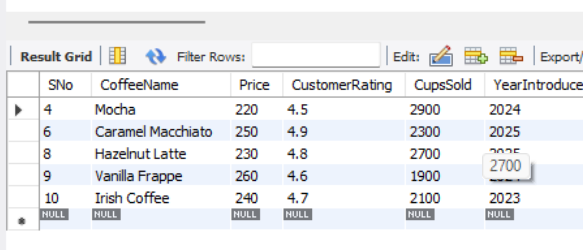 Result Grid Filter Rows: Edit: Export/
SNo CoffeeName Price CustomerRating CupsSold YearIntroduce
4 Mocha 220 4.5 2900 2024
6 Caramel Macchiato 250 4.9 2300 2025
8 Hazelnut Latte 230 4.8 2700
2700
9 Vanilla Frappe 260 4.6 1900
10 Irish Coffee 240 4.7 2100 2023
NULL NULL NULL NULL NULL NULL